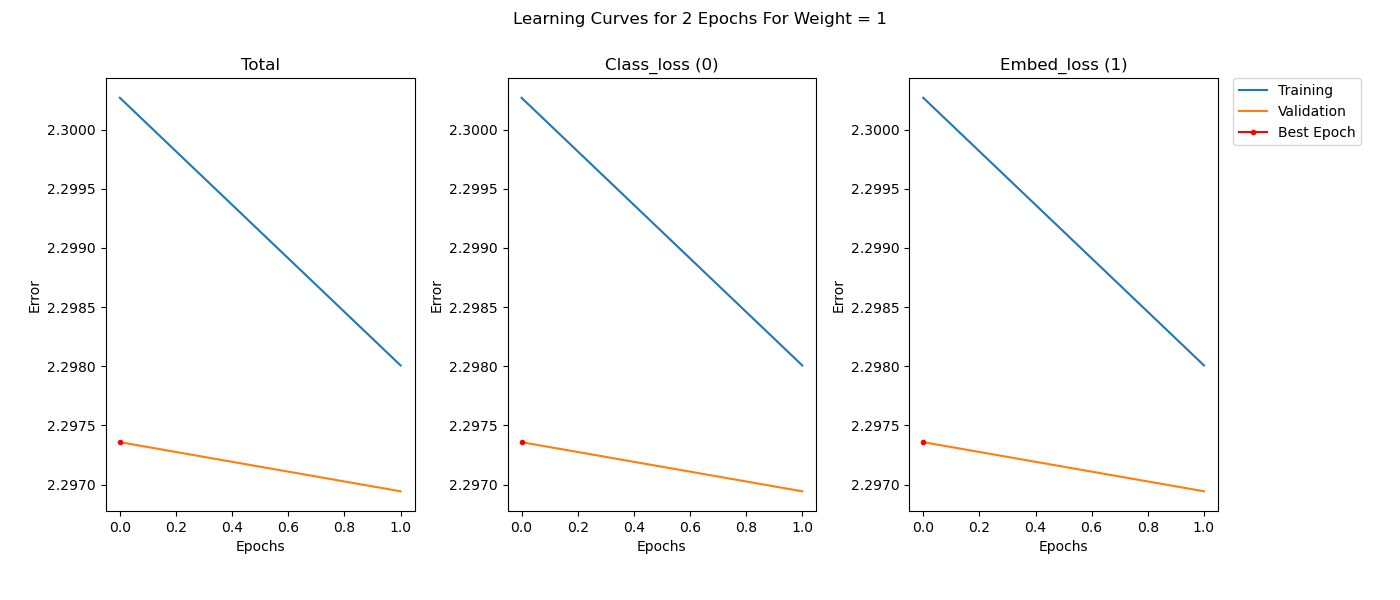 Learning Curves for 2 Epochs For Weight = 1
Total
Error
2.3000
2.2995
2.2990
2.2985
2.2980
2.2975
2.2970
0.0 0.2 0.4 0.6 0.8 1.0
Epochs
Class_loss (0)
Error
2.3000
2.2995
2.2990
2.2985
2.2980
2.2975
2.2970
0.0 0.2 0.4 0.6 0.8 1.0
Epochs
Embed_loss (1)
Error
2.3000
2.2995
2.2990
2.2985
2.2980
2.2975
2.2970
0.0 0.2 0.4 0.6 0.8 1.0
Epochs
Training
Validation
Best Epoch